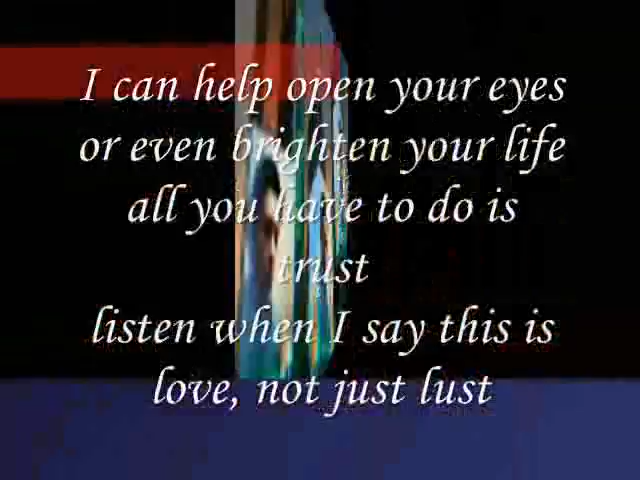 I can help open your eyes
or even brighten your life
all you have to do is
trust
listen when I say this is
love, not just lust